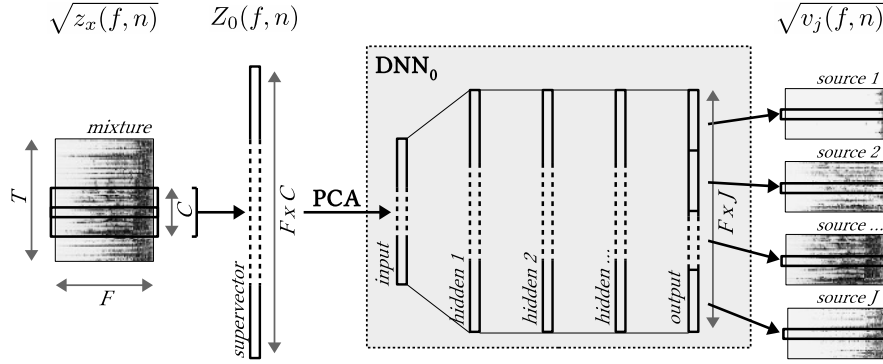 √z_x(f, n)
Z_0(f, n)
√v_j(f, n)
mixture
T
C
F
supervector
F x C
PCA
DNN_0
input
hidden 1
hidden 2
hidden ...
output
F x J
source 1
source 2
source ...
source J